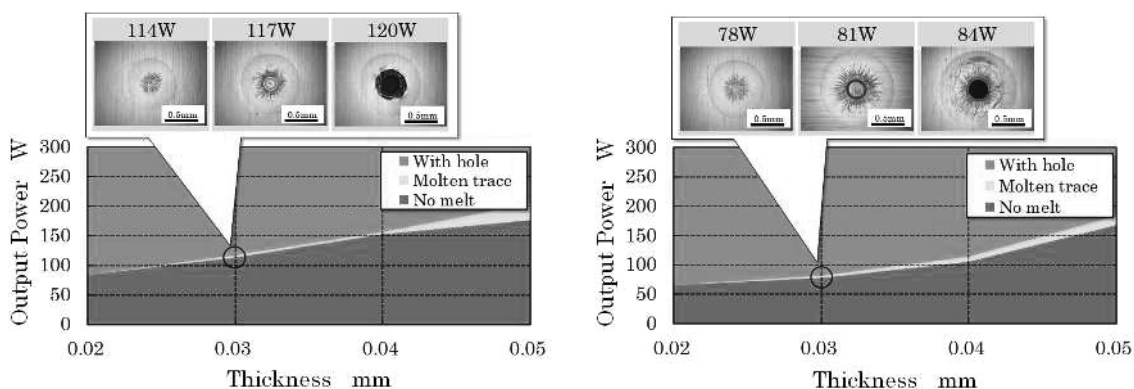 114W 117W 120W
0.5mm 0.5mm 0.5mm
300
250
200
150
100
50
0
Output Power W
With hole
Molten trace
No melt
0.02 0.03 0.04 0.05
Thickness mm
78W 81W 84W
0.5mm 0.5mm 0.5mm
300
250
200
150
100
50
0
Output Power W
With hole
Molten trace
No melt
0.02 0.03 0.04 0.05
Thickness mm